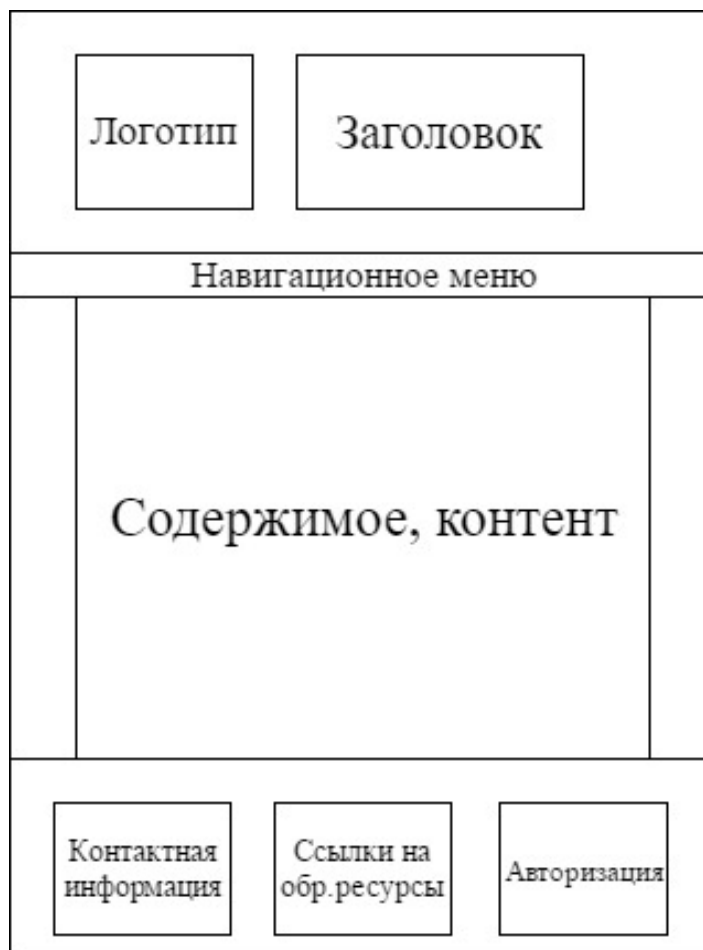 Логотип
Заголовок
Навигационное меню
Содержимое, контент
Контактная
информация
Ссылки на
обр.ресурсы
Авторизация